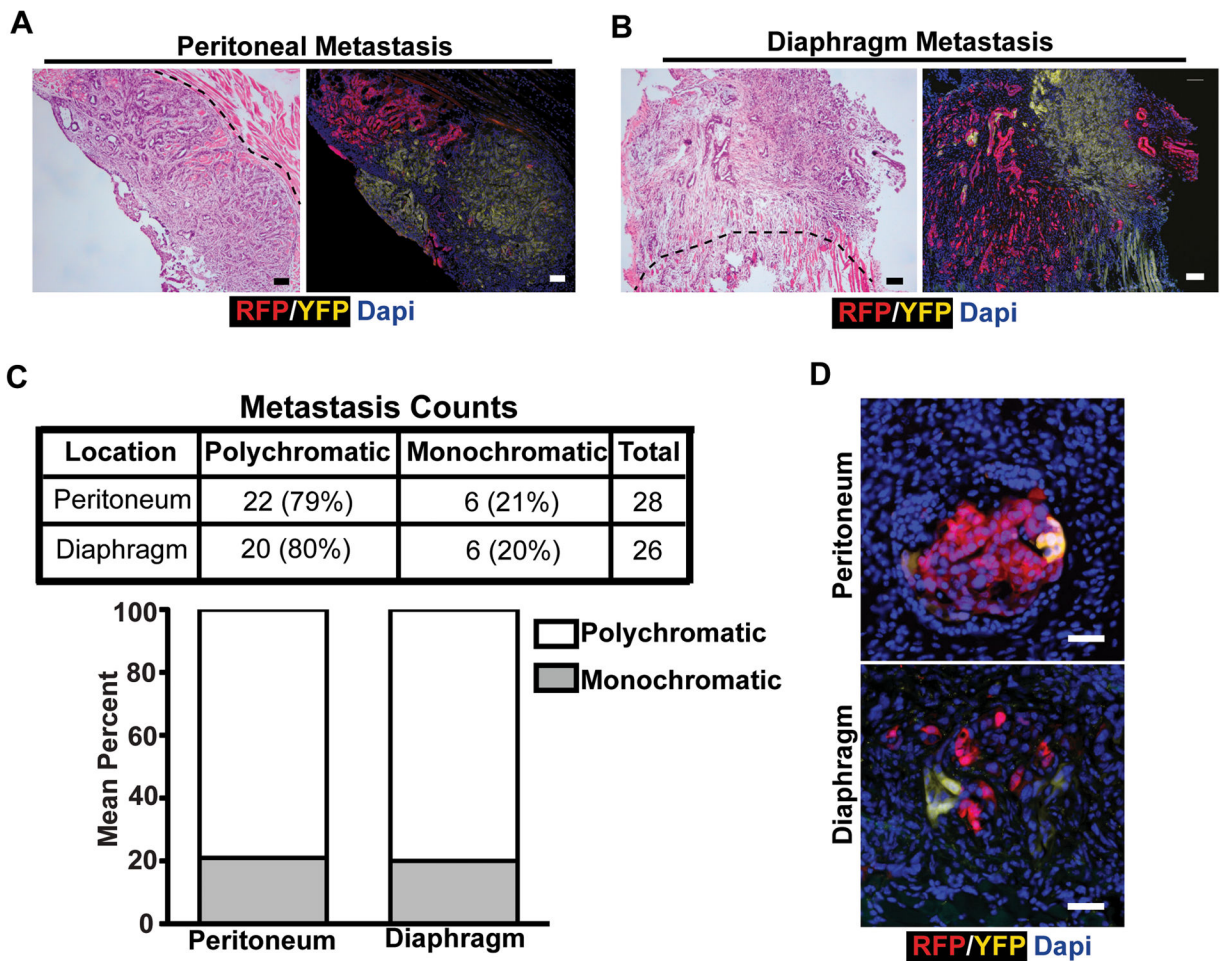 A
Peritoneal Metastasis
RFP/YFP Dapi
B
Diaphragm Metastasis
RFP/YFP Dapi
C
Metastasis Counts
Location Polychromatic Monochromatic Total
Peritoneum 22 (79%) 6 (21%) 28
Diaphragm 20 (80%) 6 (20%) 26
Mean Percent
100
80
60
40
20
0
Peritoneum Diaphragm
Polychromatic
Monochromatic
D
Peritoneum
Diaphragm
RFP/YFP Dapi